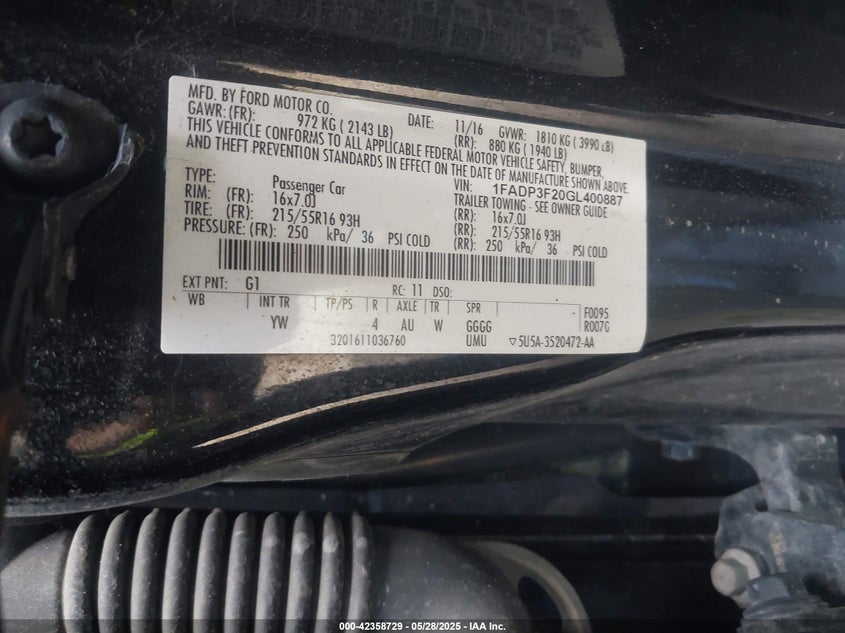 MFD. BY FORD MOTOR CO.
DATE: 11/16 GVWR: 1810 KG ( 3990 LB)
GAWR: (FR): 972 KG ( 2143 LB) (RR): 880 KG ( 1940 LB)
THIS VEHICLE CONFORMS TO ALL APPLICABLE FEDERAL MOTOR VEHICLE SAFETY, BUMPER,
AND THEFT PREVENTION STANDARDS IN EFFECT ON THE DATE OF MANUFACTURE SHOWN ABOVE.
VIN: 1FADP3F20GL400887
TYPE: Passenger Car TRAILER TOWING - SEE OWNER GUIDE
RIM: (FR): 16x7.0J (RR): 16x7.0J
TIRE: (FR): 215/55R16 93H (RR): 215/55R16 93H
PRESSURE: (FR): 250 kPa/ 36 PSI COLD (RR): 250 kPa/ 36 PSI COLD
EXT PNT: G1 RC: 11 DSO:
WB INT TR TP/PS R AXLE TR SPR - F0095
YW 4 AU W GGGG R007G
3201611036760 UMU ▽5U5A-3520472-AA
000-42358729 - 05/28/2025 - IAA Inc.